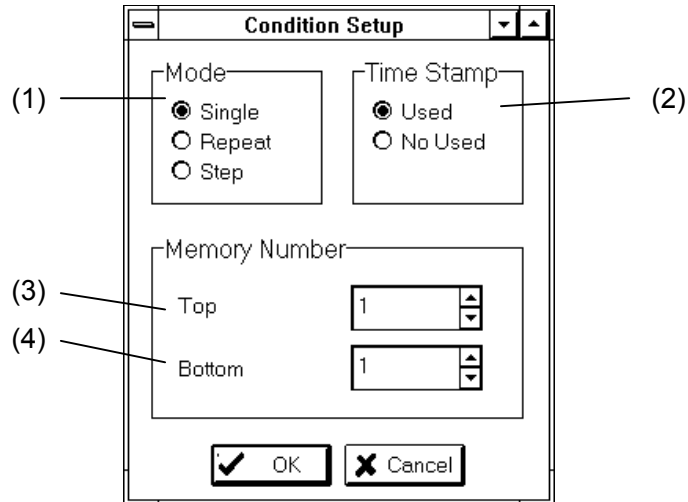 Condition Setup
Mode
Time Stamp
(1)
Single
Used
(2)
Repeat
No Used
Step
Memory Number
(3)
Top
1
(4)
Bottom
1
OK
Cancel